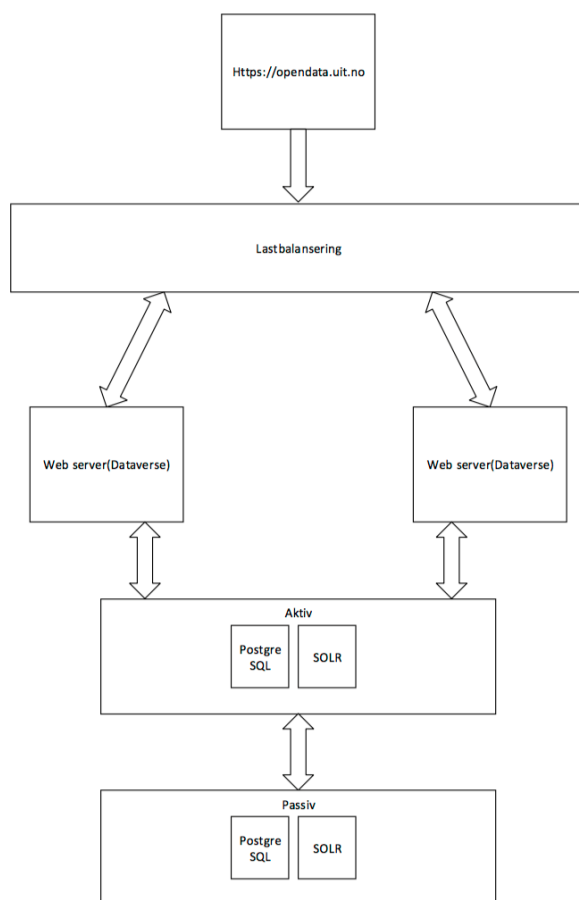 Https://opendata.uit.no
Lastbalansering
Web server(Dataverse)
Web server(Dataverse)
Aktiv
Postgre
SQL
SOLR
Passiv
Postgre
SQL
SOLR